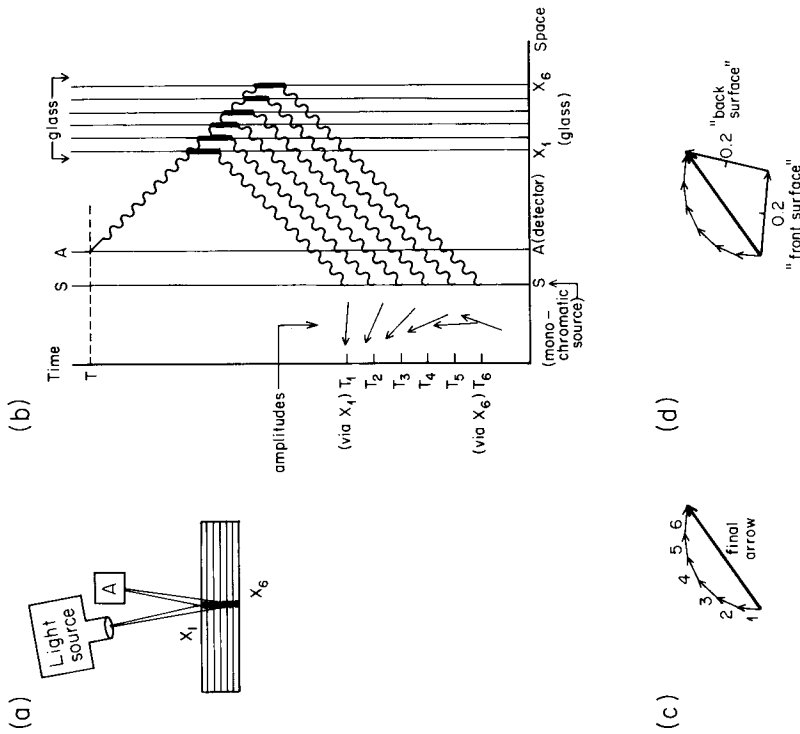 (a)
Light
source
A
X1
X6
(b)
Time
T
S
A
glass
amplitudes
(via X1) T1
T2
T3
T4
T5
(via X6) T6
S
(mono-
chromatic
source)
A (detector)
X1
X6
(glass)
Space
(c)
1
2
3
4
5
6
final
arrow
(d)
0.2
"back
surface"
0.2
"front surface"